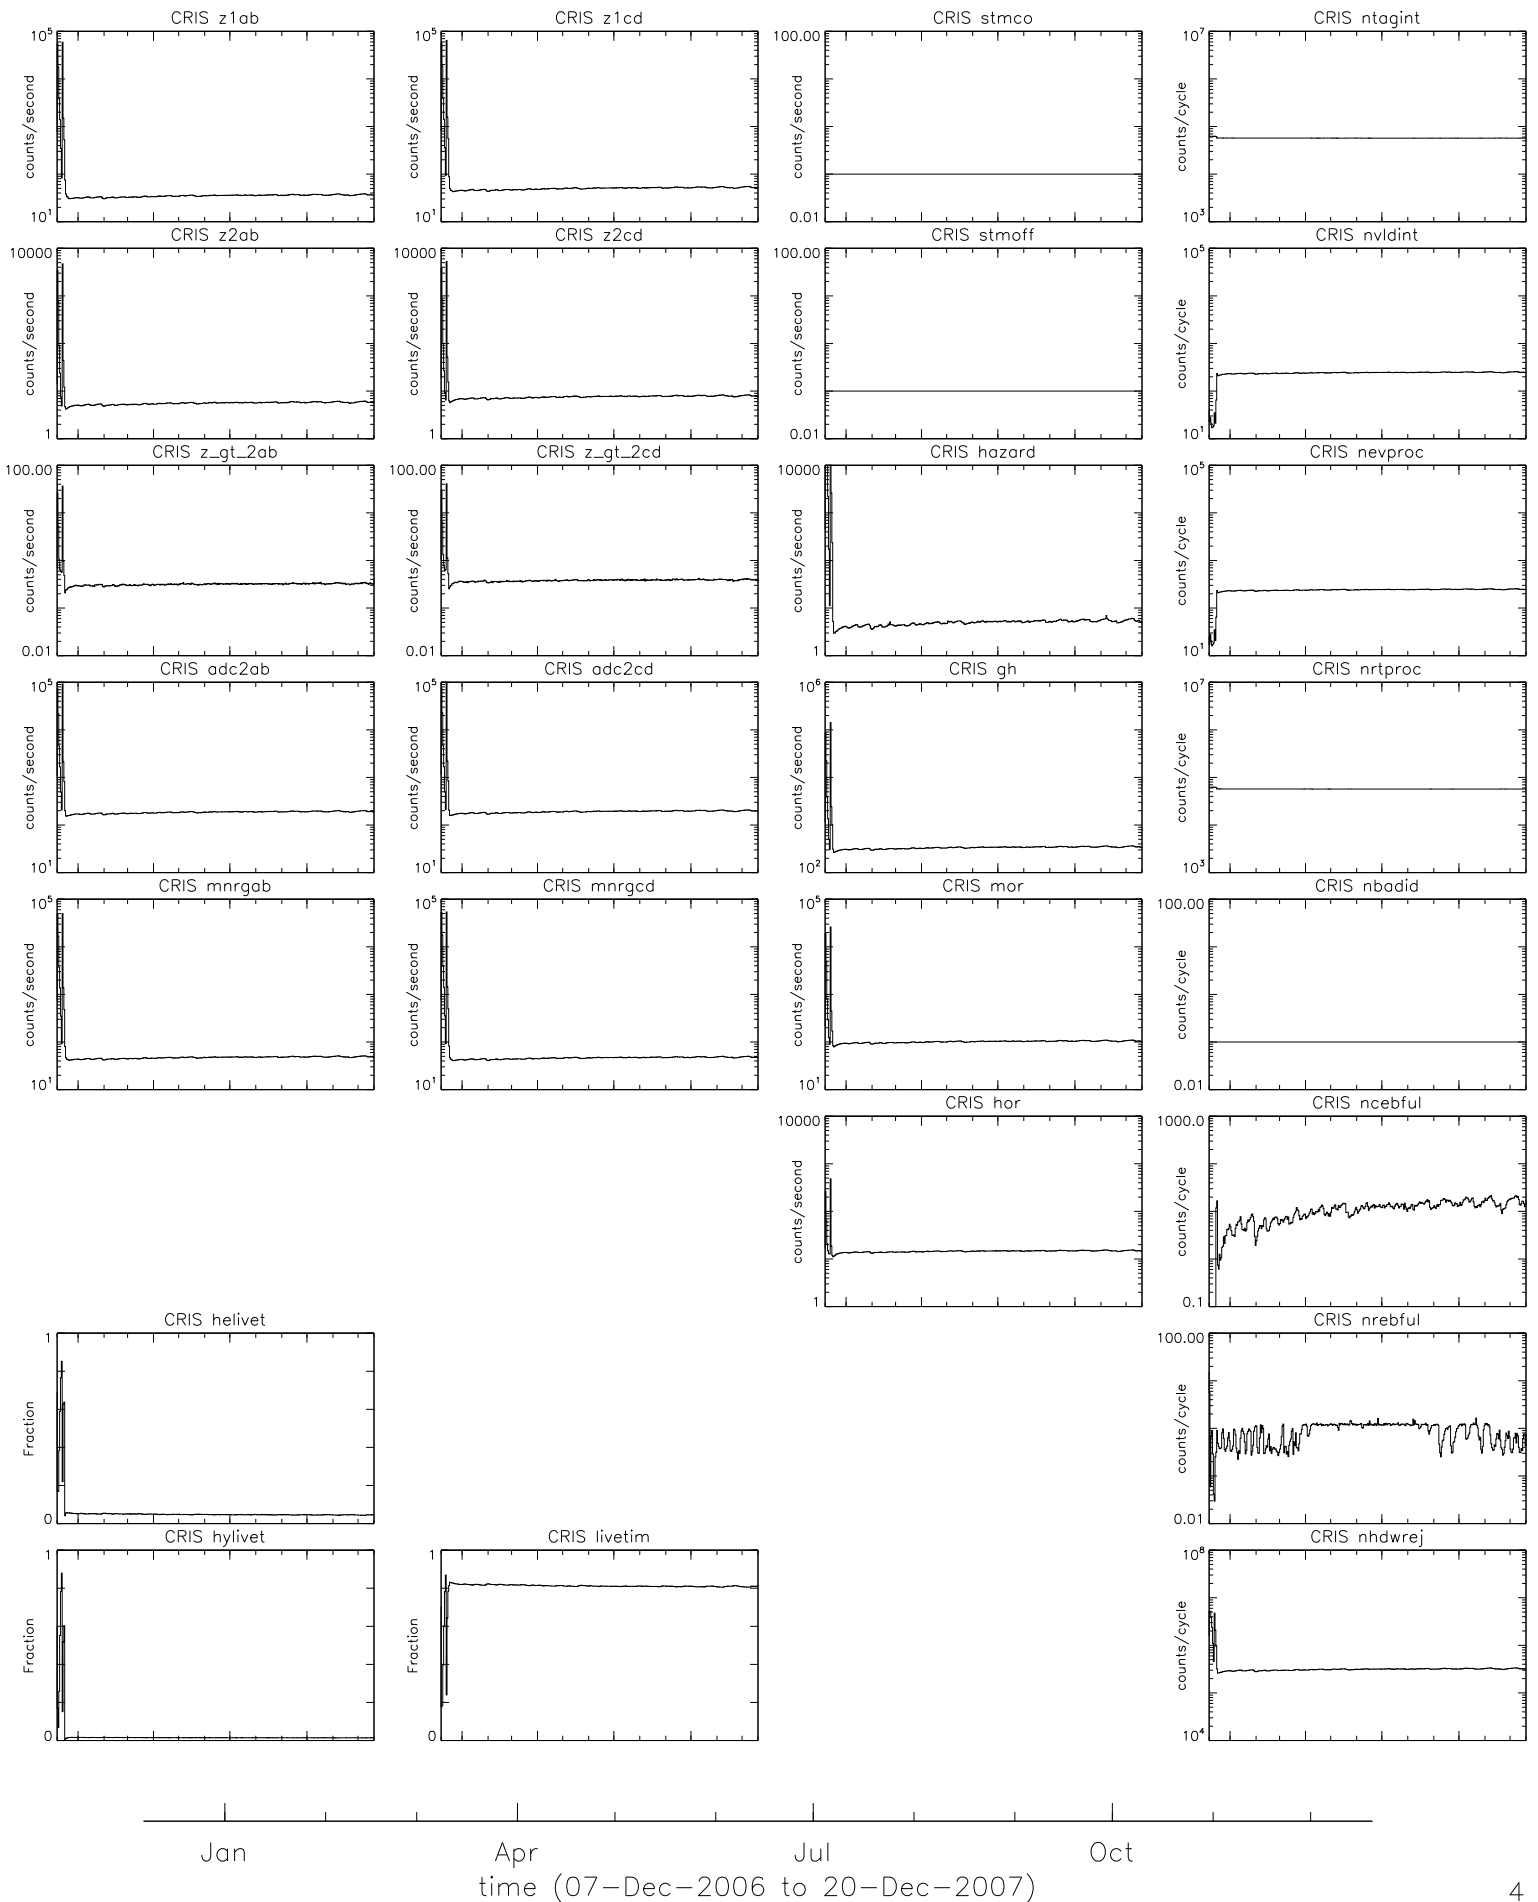 CRIS z1ab
CRIS z1cd
CRIS stmco
CRIS ntagint
10^5
counts/second
10^1
10^5
counts/second
10^1
100.00
counts/second
0.01
10^7
counts/cycle
10^3
CRIS z2ab
CRIS z2cd
CRIS stmoff
CRIS nvldint
10000
counts/second
1
10000
counts/second
1
100.00
counts/second
0.01
10^5
counts/cycle
10^1
CRIS z_gt_2ab
CRIS z_gt_2cd
CRIS hazard
CRIS nevproc
100.00
counts/second
0.01
100.00
counts/second
0.01
10000
counts/second
1
10^5
counts/cycle
10^1
CRIS adc2ab
CRIS adc2cd
CRIS gh
CRIS nrtproc
10^5
counts/second
10^1
10^5
counts/second
10^1
10^6
counts/second
10^2
10^7
counts/cycle
10^3
CRIS mnrgab
CRIS mnrgcd
CRIS mor
CRIS nbadid
10^5
counts/second
10^1
10^5
counts/second
10^1
10^5
counts/second
10^1
100.00
counts/cycle
0.01
CRIS hor
CRIS ncebful
10000
counts/second
1
1000.0
counts/cycle
0.1
CRIS helivet
CRIS nrebful
1
Fraction
0
100.00
counts/cycle
0.01
CRIS hylivet
CRIS livetim
CRIS nhdwrej
1
Fraction
0
1
Fraction
0
10^8
counts/cycle
10^4
Jan
Apr
Jul
Oct
time (07-Dec-2006 to 20-Dec-2007)
4